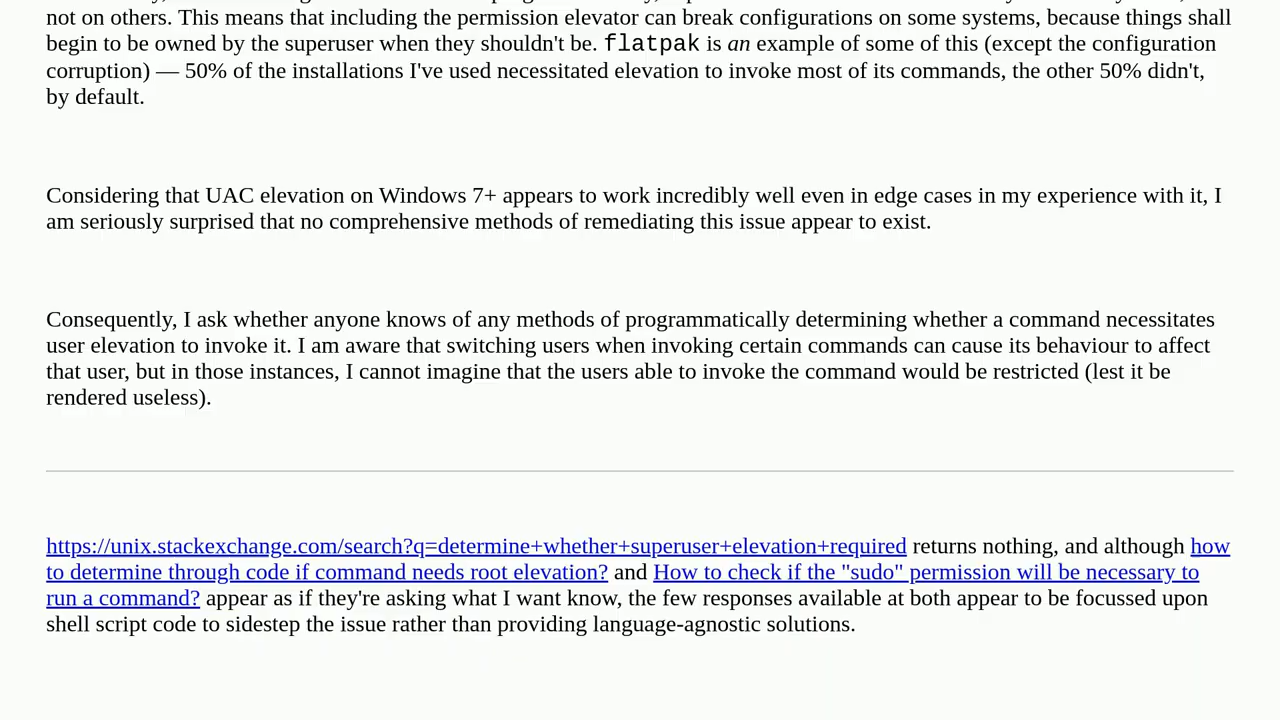 not on others. This means that including the permission elevator can break configurations on some systems, because things shall
begin to be owned by the superuser when they shouldn't be. flatpak is an example of some of this (except the configuration
corruption) — 50% of the installations I've used necessitated elevation to invoke most of its commands, the other 50% didn't,
by default.
Considering that UAC elevation on Windows 7+ appears to work incredibly well even in edge cases in my experience with it, I
am seriously surprised that no comprehensive methods of remediating this issue appear to exist.
Consequently, I ask whether anyone knows of any methods of programmatically determining whether a command necessitates
user elevation to invoke it. I am aware that switching users when invoking certain commands can cause its behaviour to affect
that user, but in those instances, I cannot imagine that the users able to invoke the command would be restricted (lest it be
rendered useless).
https://unix.stackexchange.com/search?q=determine+whether+superuser+elevation+required returns nothing, and although how
to determine through code if command needs root elevation? and How to check if the "sudo" permission will be necessary to
run a command? appear as if they're asking what I want know, the few responses available at both appear to be focussed upon
shell script code to sidestep the issue rather than providing language-agnostic solutions.